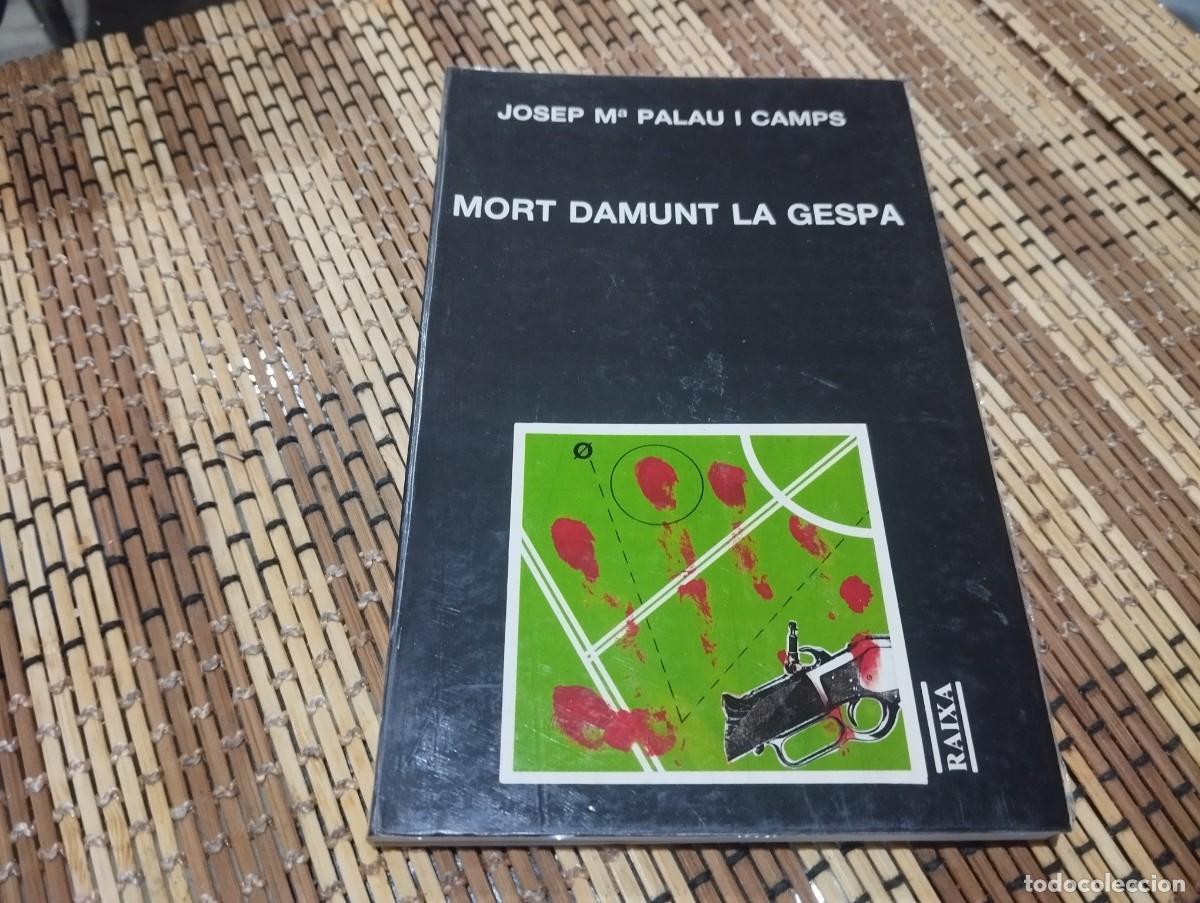 JOSEP Mª PALAU I CAMPS
MORT DAMUNT LA GESPA
Ø
RAIXA
todocoleccion